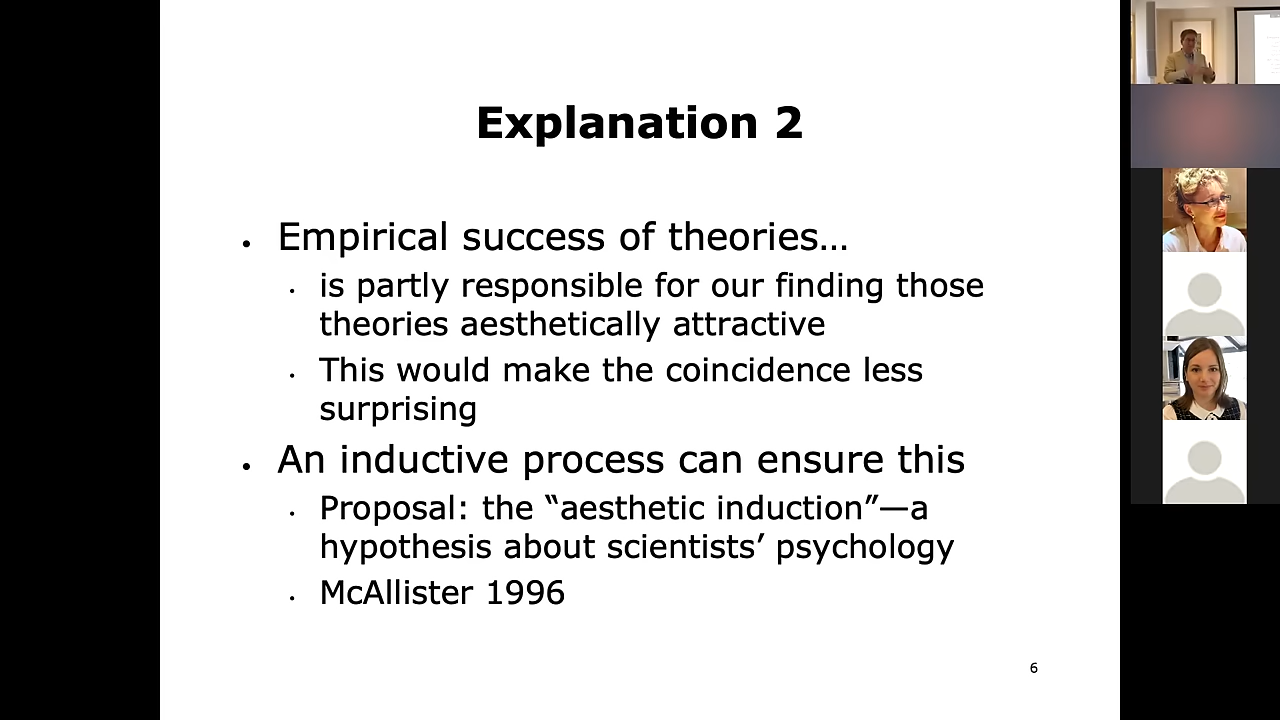 Explanation 2
• Empirical success of theories…
• is partly responsible for our finding those
theories aesthetically attractive
• This would make the coincidence less
surprising
• An inductive process can ensure this
• Proposal: the “aesthetic induction”—a
hypothesis about scientists’ psychology
• McAllister 1996
6